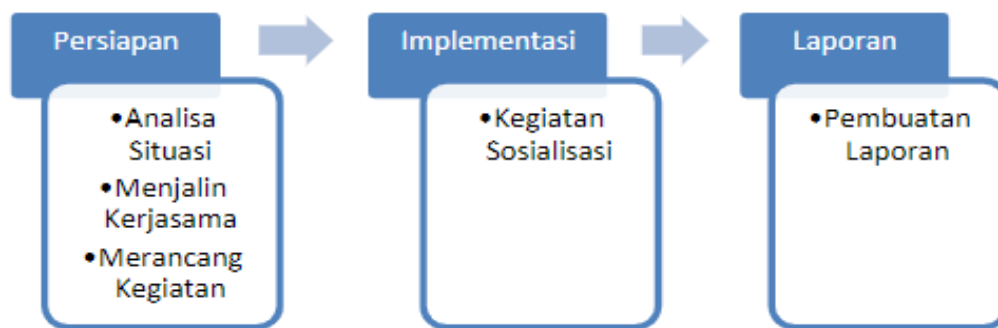 Persiapan
•Analisa
Situasi
•Menjalin
Kerjasama
•Merancang
Kegiatan
Implementasi
•Kegiatan
Sosialisasi
Laporan
•Pembuatan
Laporan